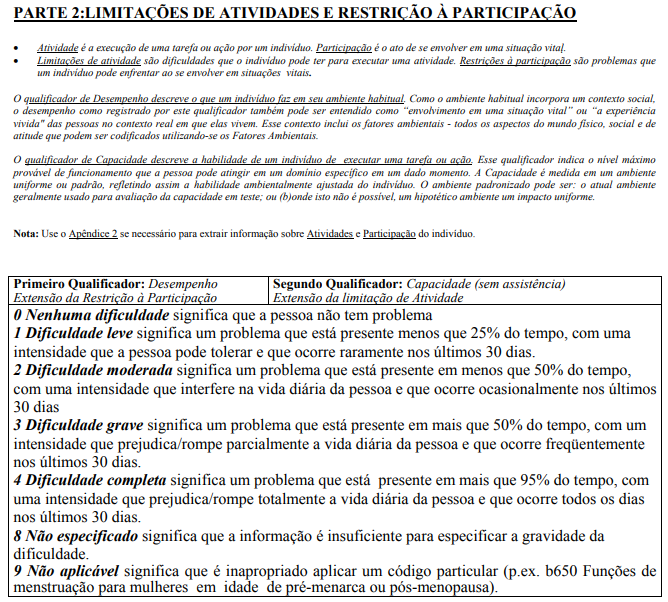 PARTE 2:LIMITAÇÕES DE ATIVIDADES E RESTRIÇÃO À PARTICIPAÇÃO
• Atividade é a execução de uma tarefa ou ação por um indivíduo. Participação é o ato de se envolver em uma situação vital.
• Limitações de atividade são dificuldades que o indivíduo pode ter para executar uma atividade. Restrições à participação são problemas que
um indivíduo pode enfrentar ao se envolver em situações vitais.
O qualificador de Desempenho descreve o que um indivíduo faz em seu ambiente habitual. Como o ambiente habitual incorpora um contexto social,
o desempenho como registrado por este qualificador também pode ser entendido como “envolvimento em uma situação vital” ou “a experiência
vivida" das pessoas no contexto real em que elas vivem. Esse contexto inclui os fatores ambientais - todos os aspectos do mundo físico, social e de
atitude que podem ser codificados utilizando-se os Fatores Ambientais.
O qualificador de Capacidade descreve a habilidade de um indivíduo de executar uma tarefa ou ação. Esse qualificador indica o nível máximo
provável de funcionamento que a pessoa pode atingir em um domínio específico em um dado momento. A Capacidade é medida em um ambiente
uniforme ou padrão, refletindo assim a habilidade ambientalmente ajustada do indivíduo. O ambiente padronizado pode ser: o atual ambiente
geralmente usado para avaliação da capacidade em teste; ou (b)onde isto não é possível, um hipotético ambiente um impacto uniforme.
Nota: Use o Apêndice 2 se necessário para extrair informação sobre Atividades e Participação do indivíduo.
Primeiro Qualificador: Desempenho
Extensão da Restrição à Participação
Segundo Qualificador: Capacidade (sem assistência)
Extensão da limitação de Atividade
0 Nenhuma dificuldade significa que a pessoa não tem problema
1 Dificuldade leve significa um problema que está presente menos que 25% do tempo, com uma
intensidade que a pessoa pode tolerar e que ocorre raramente nos últimos 30 dias.
2 Dificuldade moderada significa um problema que está presente em menos que 50% do tempo,
com uma intensidade que interfere na vida diária da pessoa e que ocorre ocasionalmente nos últimos
30 dias
3 Dificuldade grave significa um problema que está presente em mais que 50% do tempo, com um
intensidade que prejudica/rompe parcialmente a vida diária da pessoa e que ocorre freqüentemente
nos últimos 30 dias.
4 Dificuldade completa significa um problema que está presente em mais que 95% do tempo, com
uma intensidade que prejudica/rompe totalmente a vida diária da pessoa e que ocorre todos os dias
nos últimos 30 dias.
8 Não especificado significa que a informação é insuficiente para especificar a gravidade da
dificuldade.
9 Não aplicável significa que é inapropriado aplicar um código particular (p.ex. b650 Funções de
menstruação para mulheres em idade de pré-menarca ou pós-menopausa).